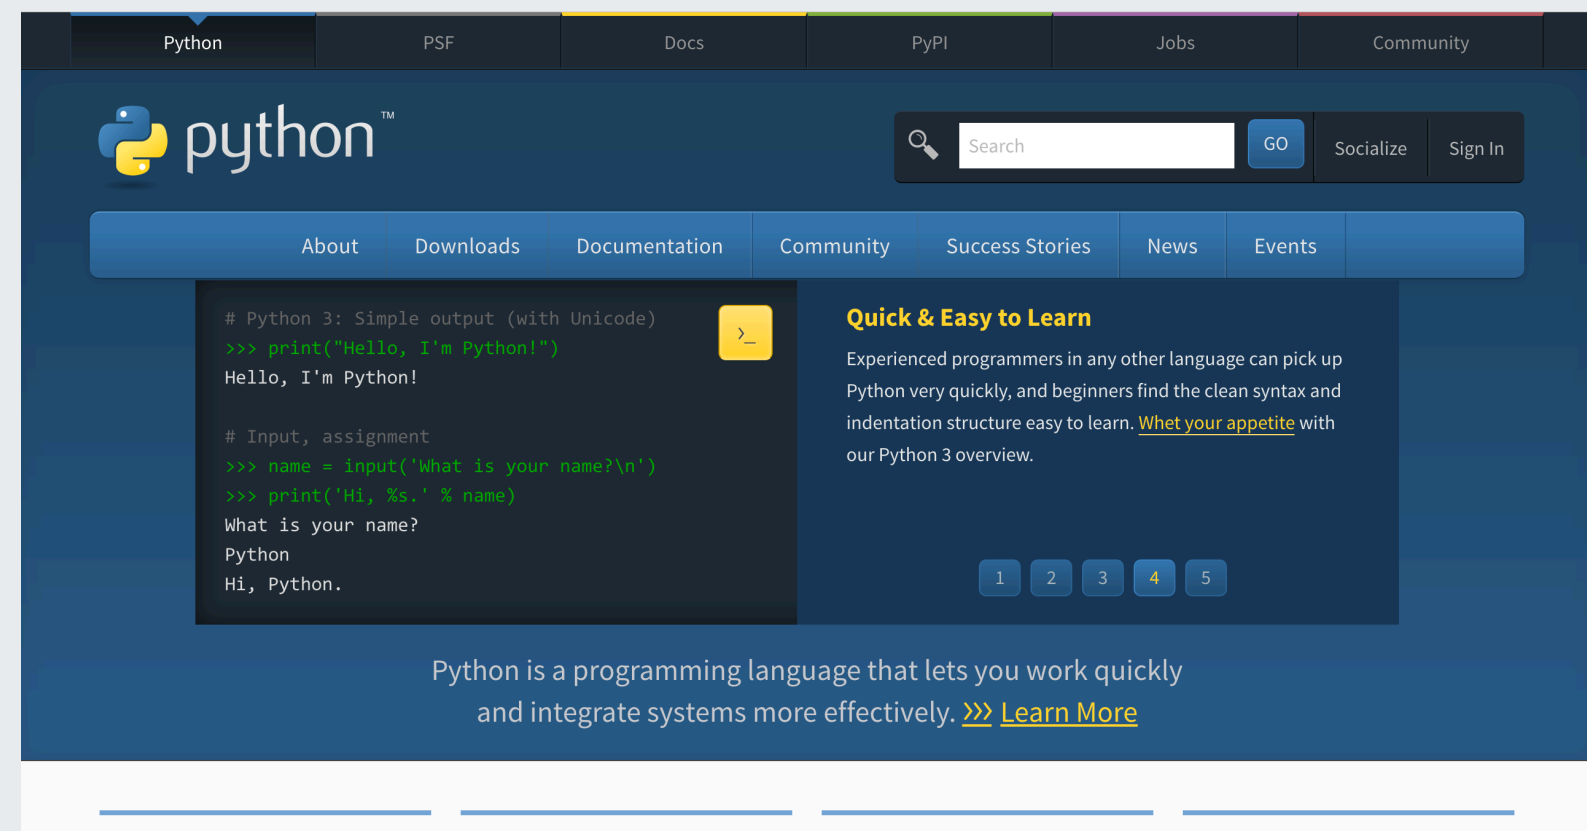 Python PSF Docs PyPI Jobs Community
python™
Search GO Socialize Sign In
About Downloads Documentation Community Success Stories News Events
# Python 3: Simple output (with Unicode)
>>> print("Hello, I'm Python!")
Hello, I'm Python!
# Input, assignment
>>> name = input('What is your name?\n')
>>> print('Hi, %s.' % name)
What is your name?
Python
Hi, Python.
>_
Quick & Easy to Learn
Experienced programmers in any other language can pick up
Python very quickly, and beginners find the clean syntax and
indentation structure easy to learn. Whet your appetite with
our Python 3 overview.
1 2 3 4 5
Python is a programming language that lets you work quickly
and integrate systems more effectively. >>> Learn More